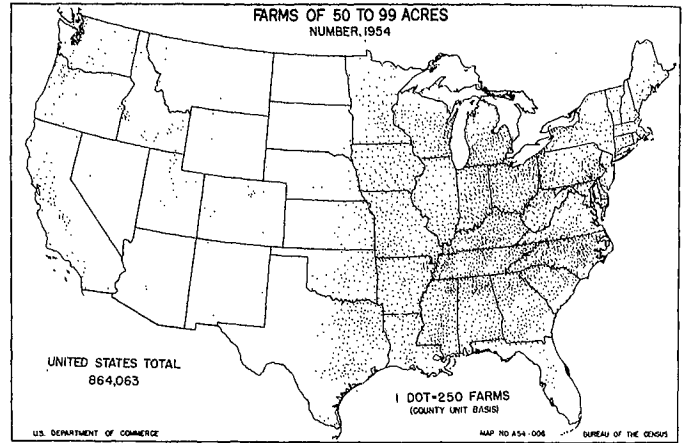 FARMS OF 50 TO 99 ACRES
NUMBER, 1954
UNITED STATES TOTAL
864,063
1 DOT=250 FARMS
(COUNTY UNIT BASIS)
U.S. DEPARTMENT OF COMMERCE
MAP NO A54-006
BUREAU OF THE CENSUS